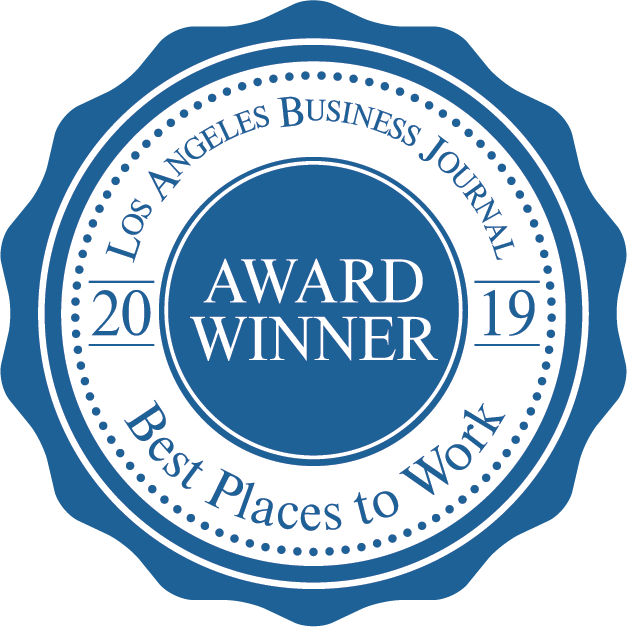 Los Angeles Business Journal
20 19
AWARD
WINNER
Best Places to Work